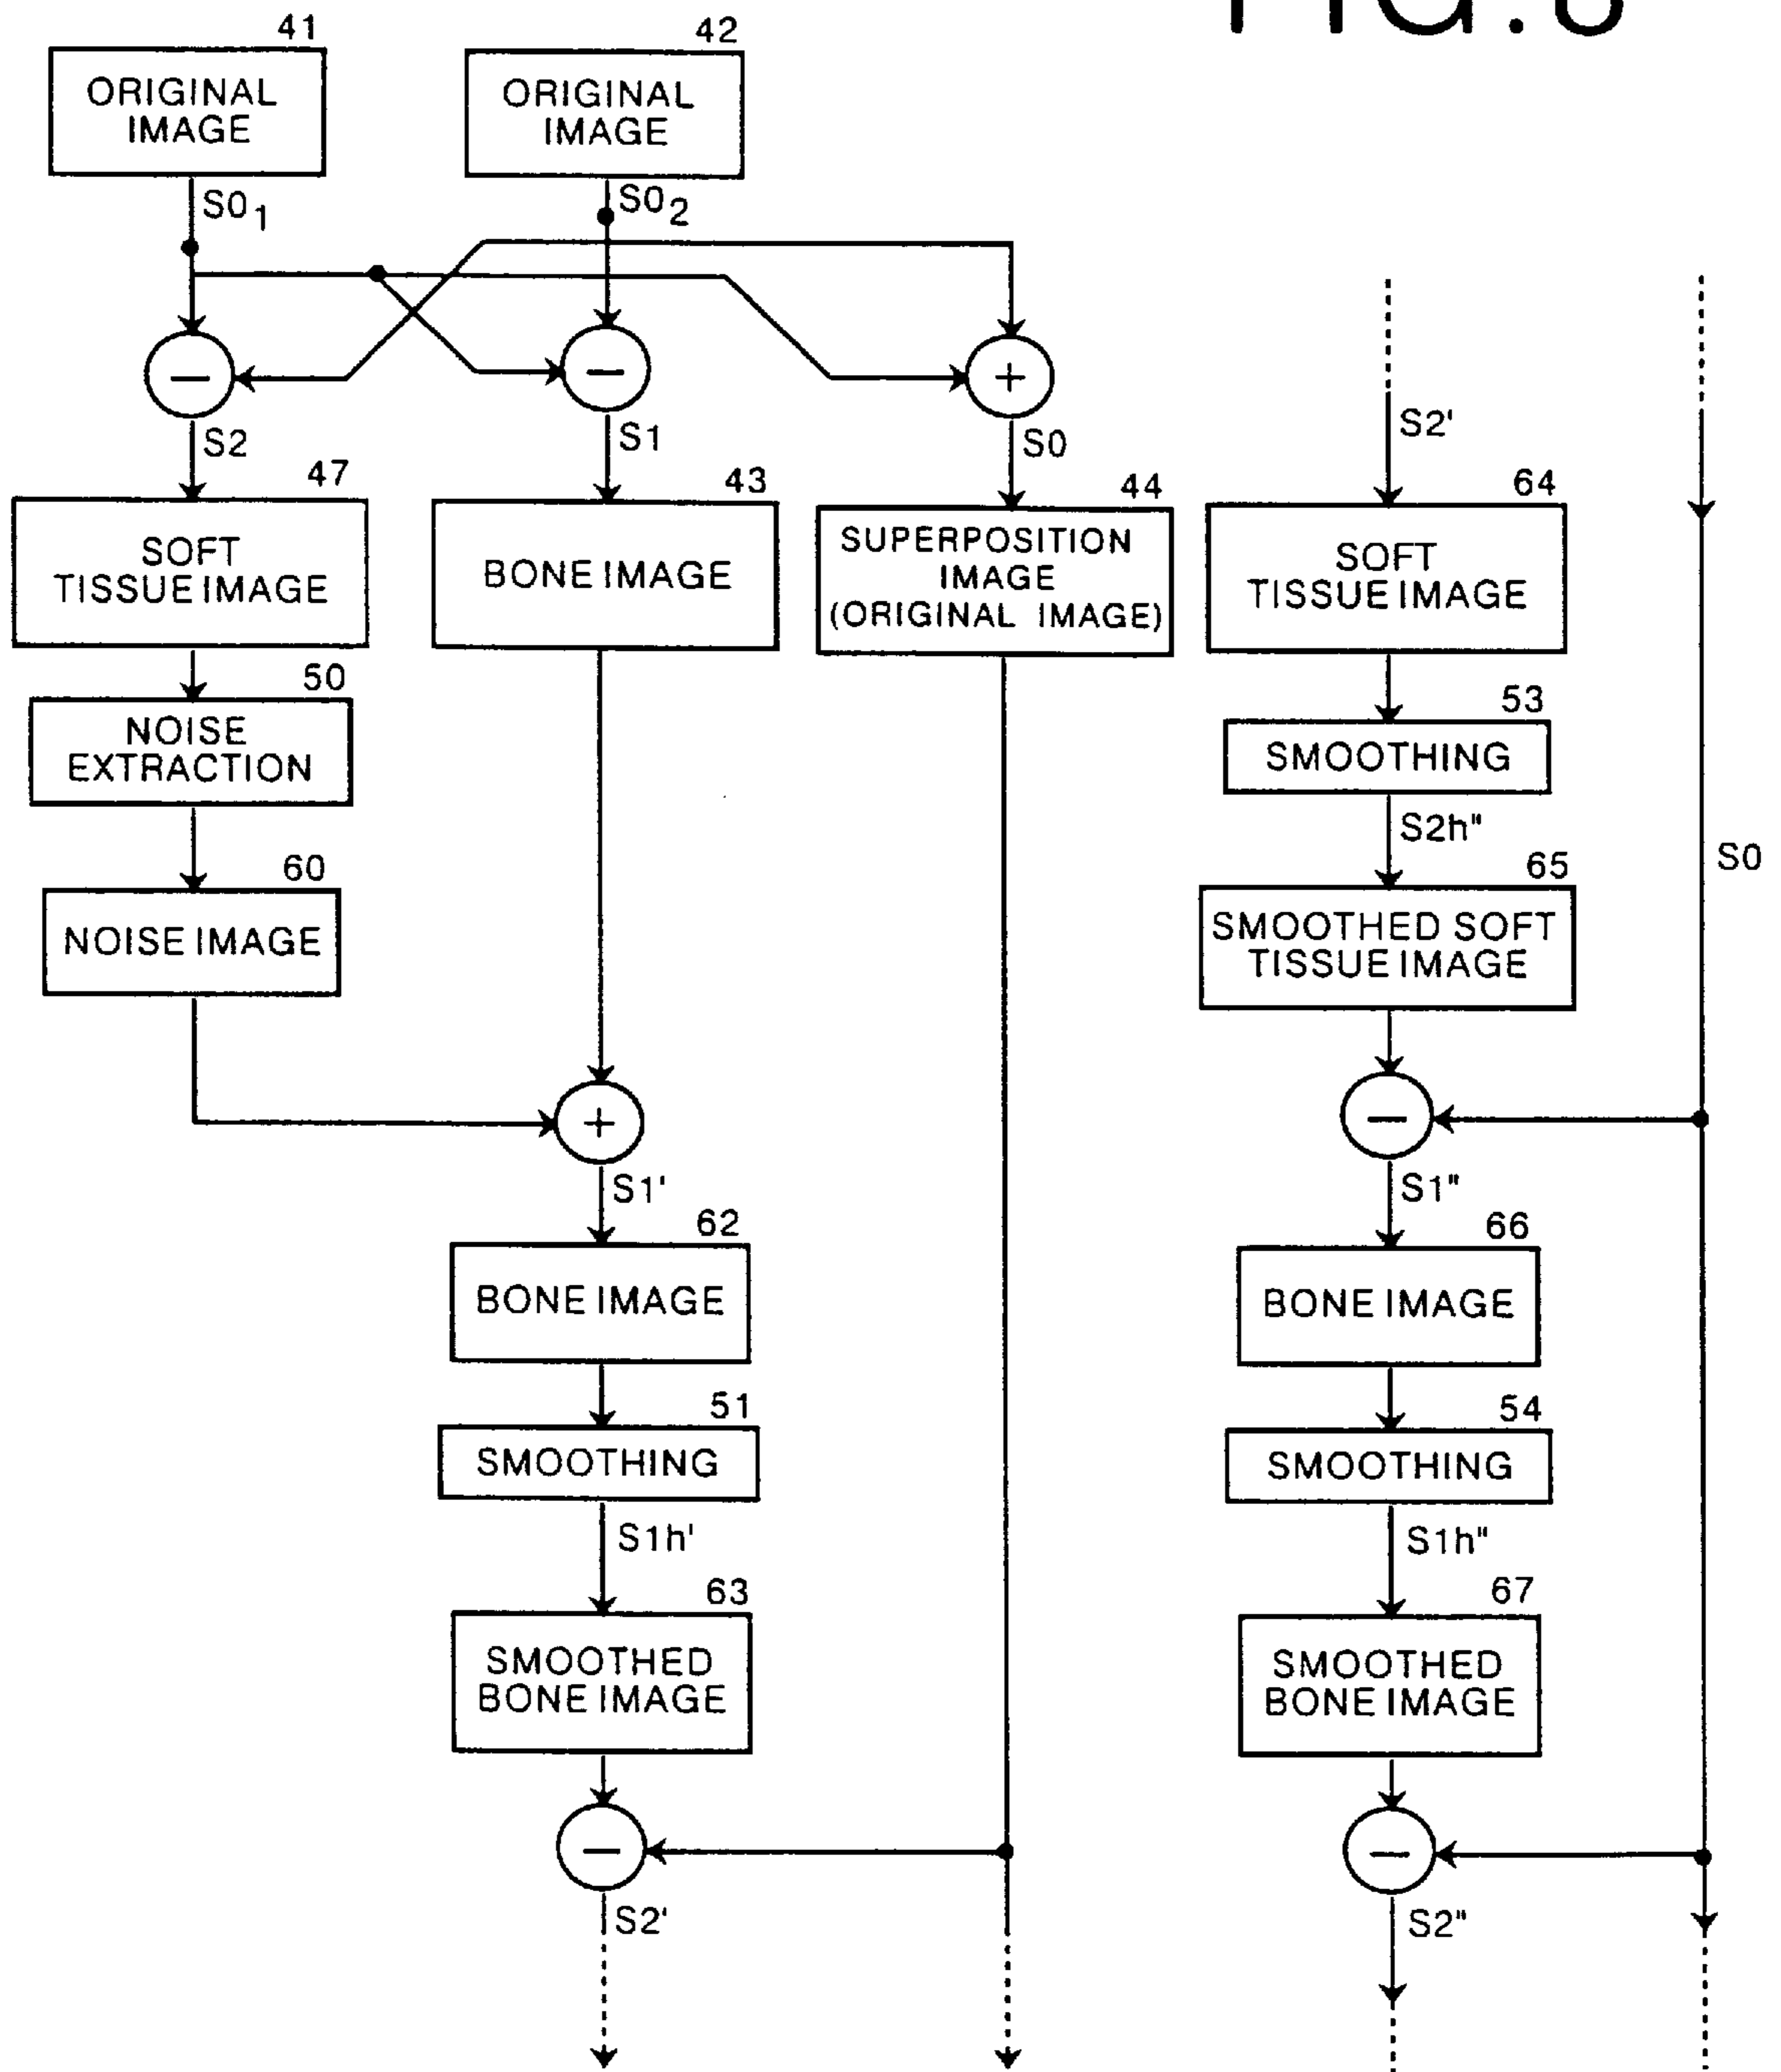 FIG.
41
ORIGINAL
IMAGE
42
ORIGINAL
IMAGE
S0₁
S0₂
−
−
+
S2
S1
S0
47
SOFT
TISSUE IMAGE
43
BONE IMAGE
44
SUPERPOSITION
IMAGE
(ORIGINAL IMAGE)
50
NOISE
EXTRACTION
60
NOISE IMAGE
+
S1'
62
BONE IMAGE
51
SMOOTHING
S1h'
63
SMOOTHED
BONE IMAGE
−
S2'
S2'
64
SOFT
TISSUE IMAGE
53
SMOOTHING
S2h"
S0
65
SMOOTHED SOFT
TISSUE IMAGE
−
S1"
66
BONE IMAGE
54
SMOOTHING
S1h"
67
SMOOTHED
BONE IMAGE
−
S2"